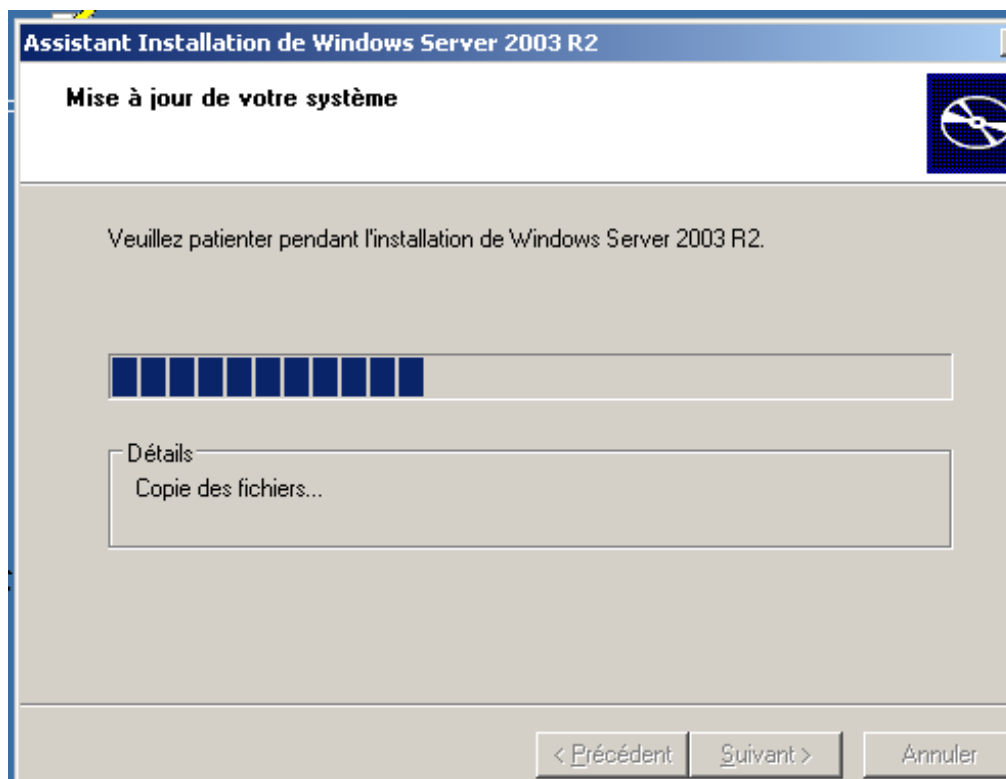 Assistant Installation de Windows Server 2003 R2
Mise à jour de votre système
Veuillez patienter pendant l'installation de Windows Server 2003 R2.
Détails
Copie des fichiers...
< Précédent
Suivant >
Annuler